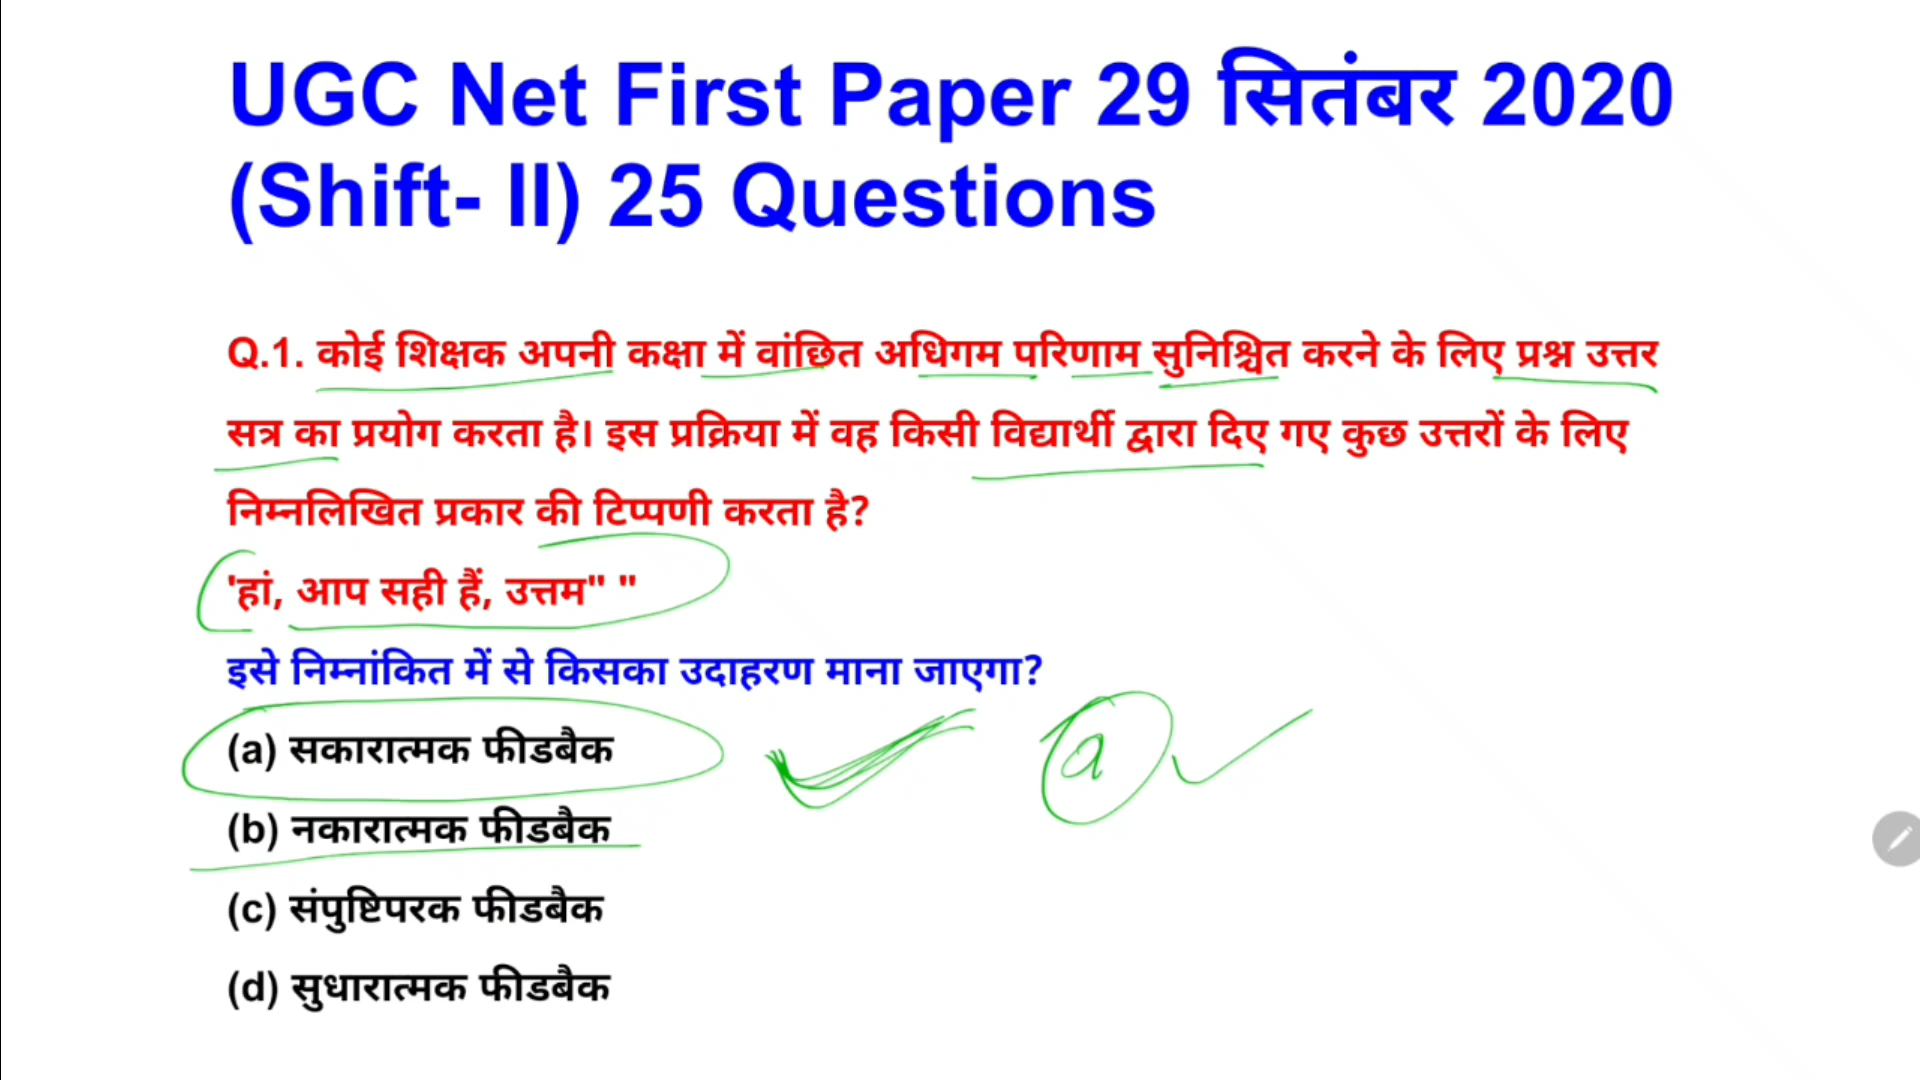 UGC Net First Paper 29 सितंबर 2020
(Shift- II) 25 Questions
Q.1. कोई शिक्षक अपनी कक्षा में वांछित अधिगम परिणाम सुनिश्चित करने के लिए प्रश्न उत्तर
सत्र का प्रयोग करता है। इस प्रक्रिया में वह किसी विद्यार्थी द्वारा दिए गए कुछ उत्तरों के लिए
निम्नलिखित प्रकार की टिप्पणी करता है?
'हां, आप सही हैं, उत्तम" "
इसे निम्नांकित में से किसका उदाहरण माना जाएगा?
(a) सकारात्मक फीडबैक
a
(b) नकारात्मक फीडबैक
(c) संपुष्टिपरक फीडबैक
(d) सुधारात्मक फीडबैक